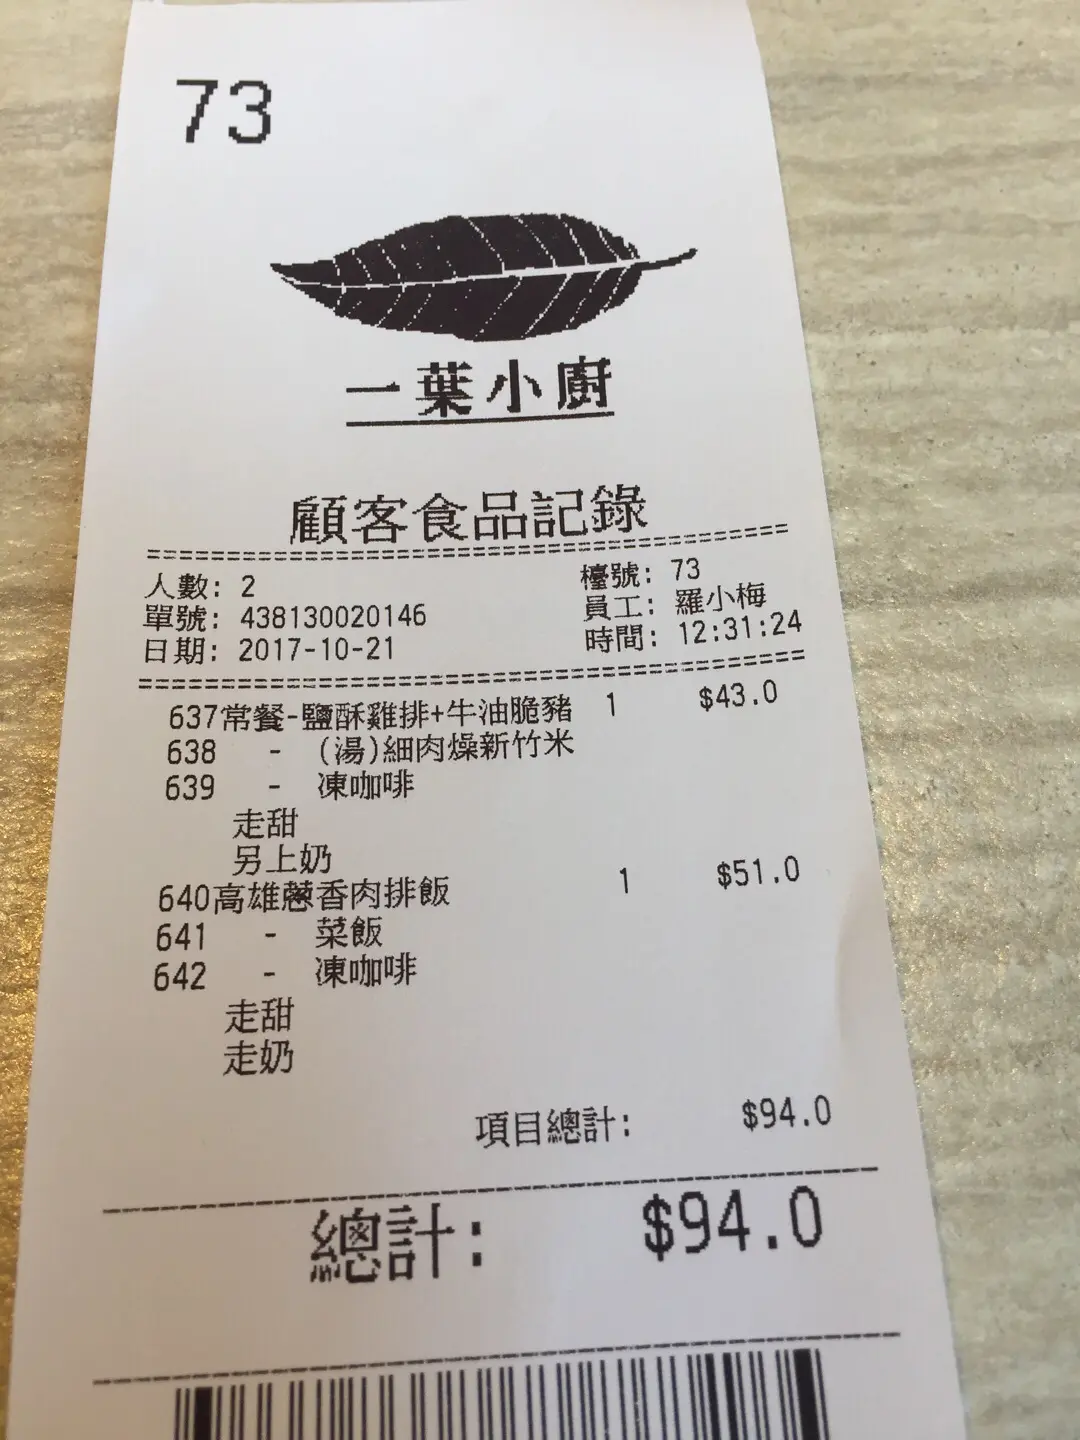 73
一葉小廚
顧客食品記錄
人數: 2 檯號: 73
單號: 438130020146 員工: 羅小梅
日期: 2017-10-21 時間: 12:31:24
637常餐-鹽酥雞排+牛油脆豬 1 $43.0
638 - (湯)細肉燥新竹米
639 - 凍咖啡
走甜
另上奶
640高雄蔥香肉排飯 1 $51.0
641 - 菜飯
642 - 凍咖啡
走甜
走奶
項目總計: $94.0
總計: $94.0